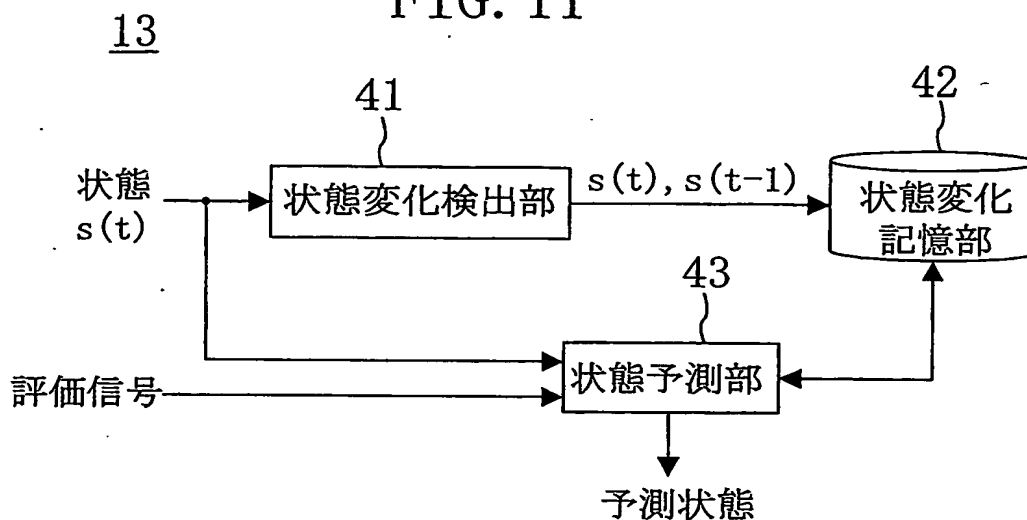 FIG. 11
13
41
42
状態
s(t)
状態変化検出部
s(t), s(t-1)
状態変化
記憶部
43
評価信号
状態予測部
予測状態